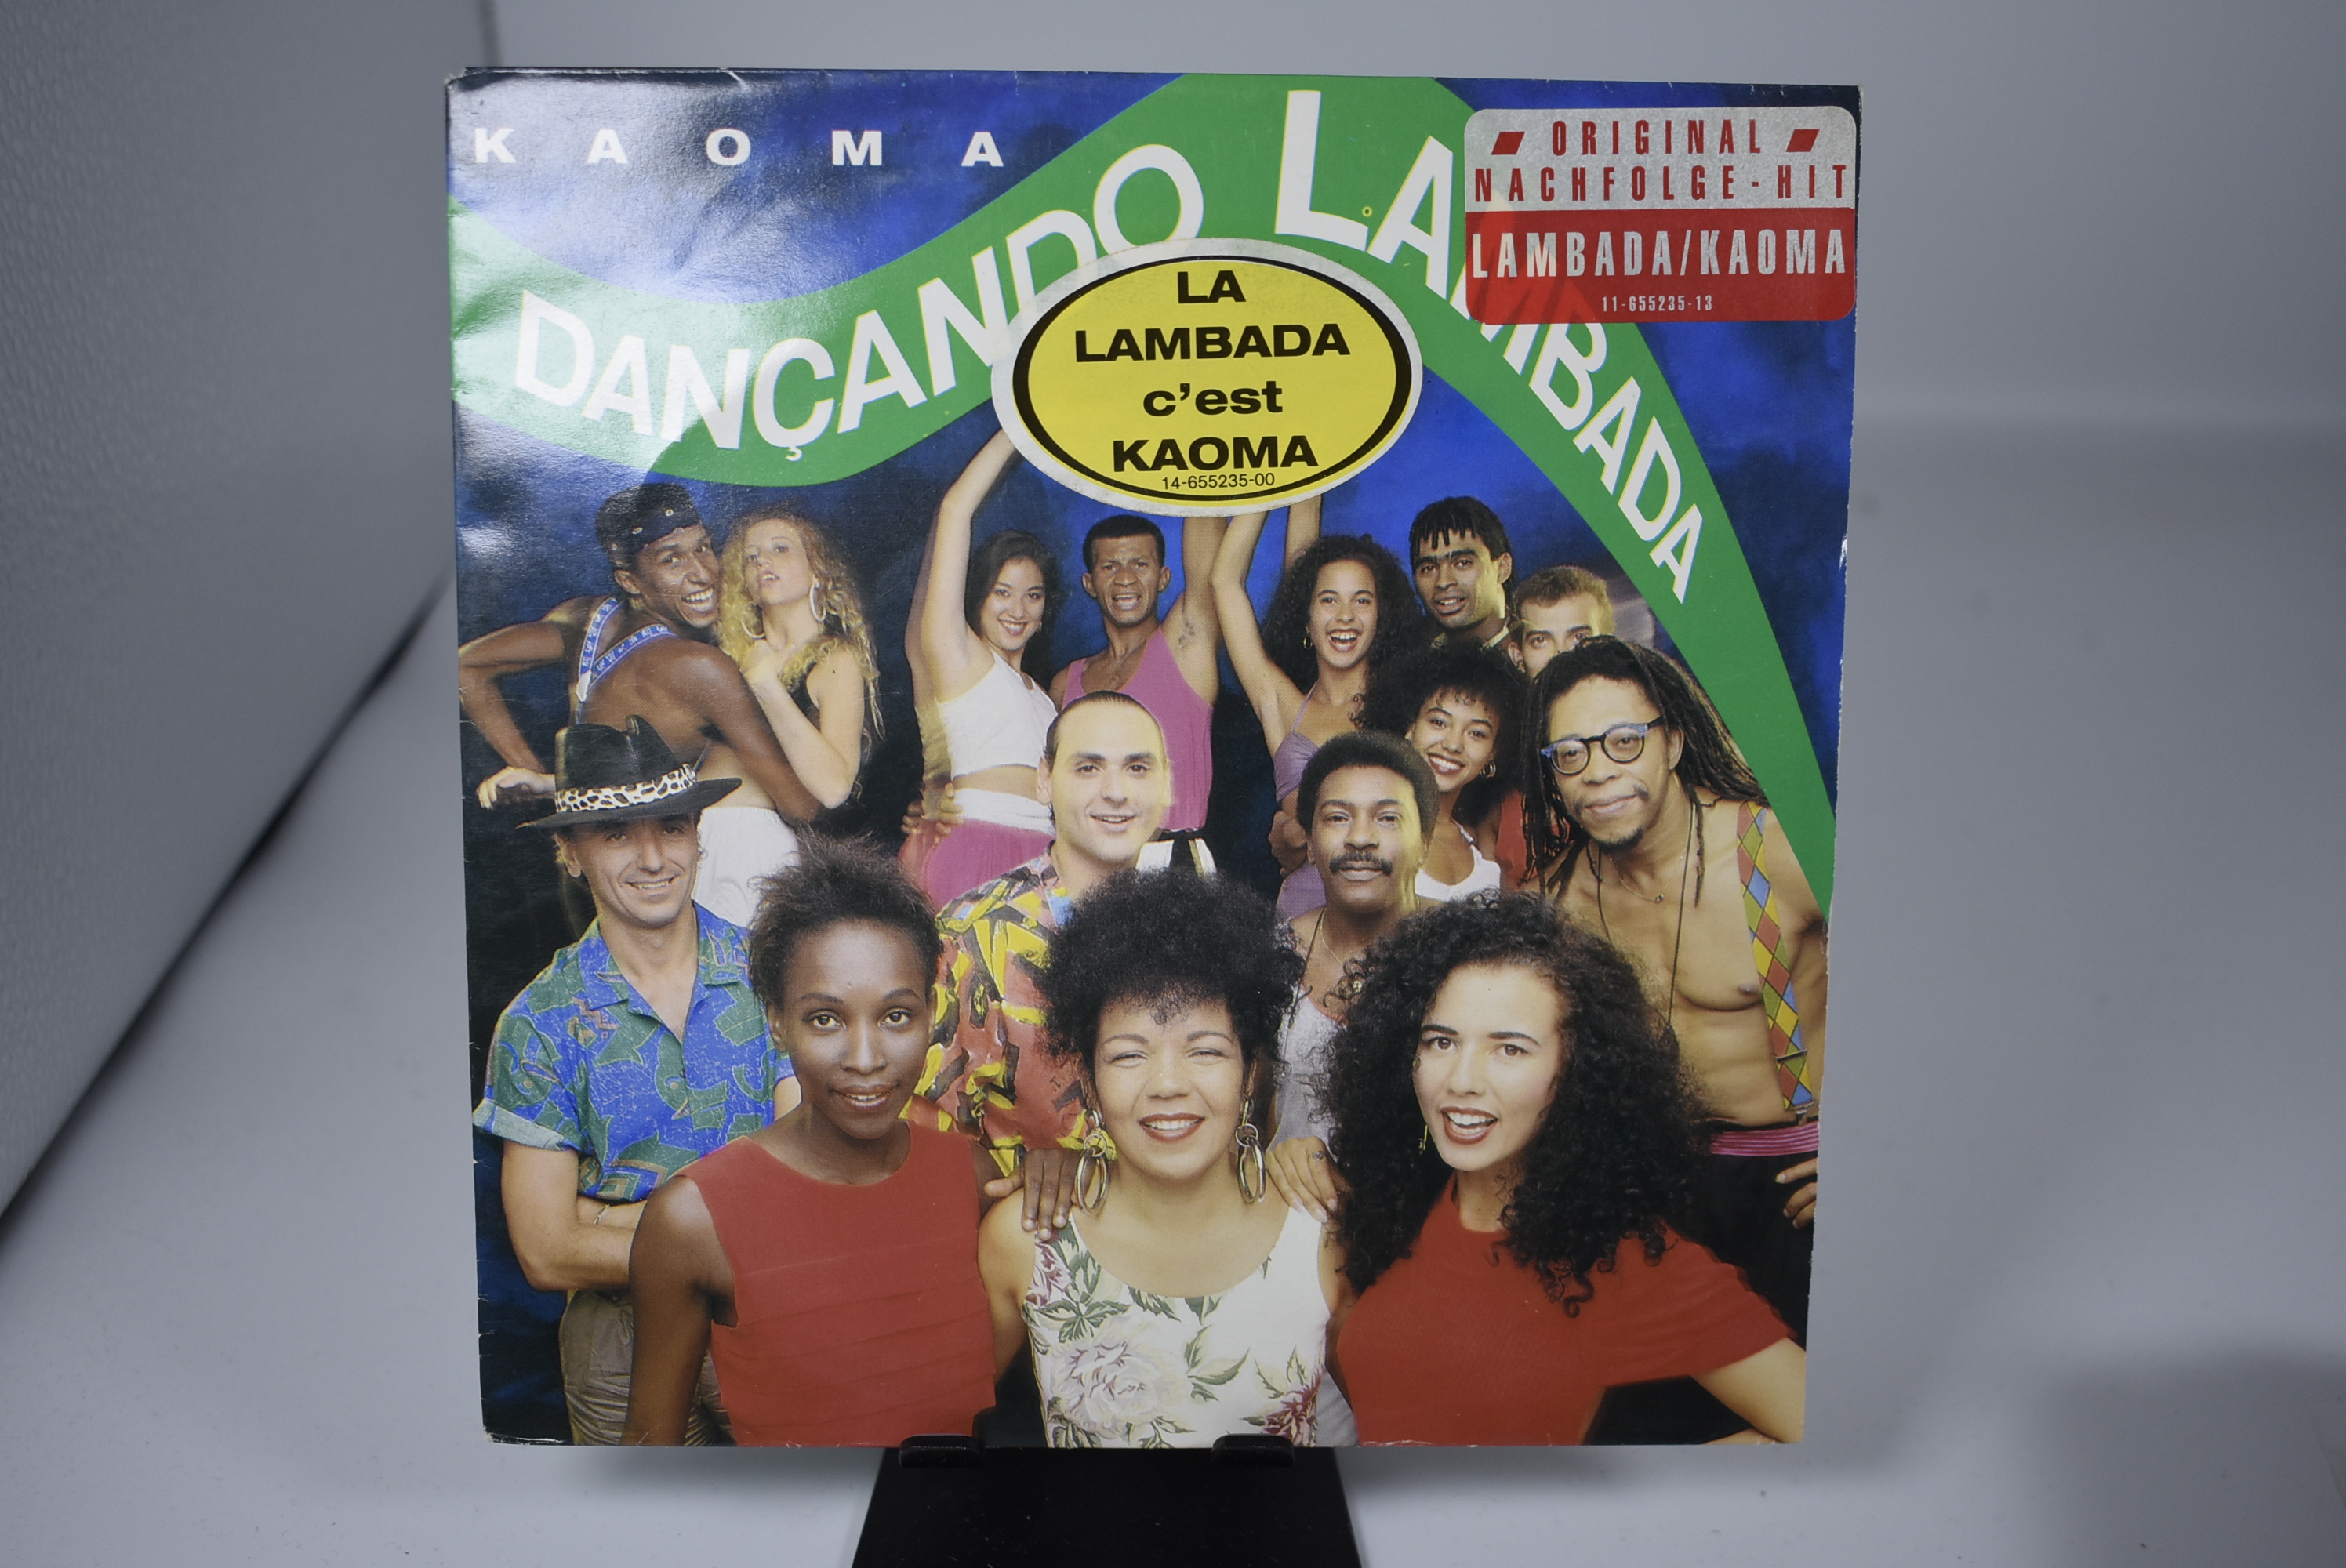 KAOMA
DANÇANDO LAMBADA
ORIGINAL
NACHFOLGE-HIT
LAMBADA/KAOMA
11-655235-13
LA
LAMBADA
c'est
KAOMA
14-655235-00